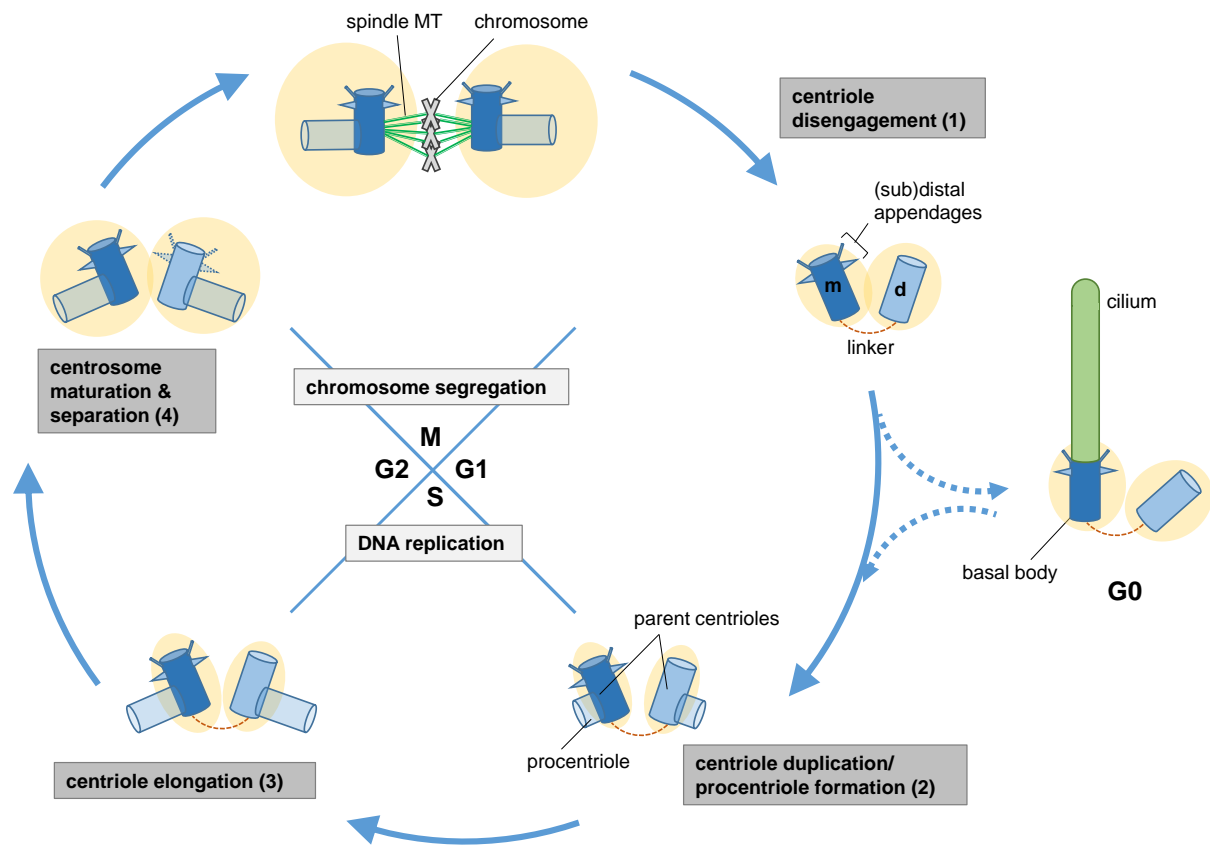 spindle MT
chromosome
centriole
disengagement (1)
(sub)distal
appendages
m
d
linker
cilium
centrosome
maturation &
separation (4)
chromosome segregation
M
G2
G1
S
DNA replication
basal body
G0
parent centrioles
procentriole
centriole elongation (3)
centriole duplication/
procentriole formation (2)